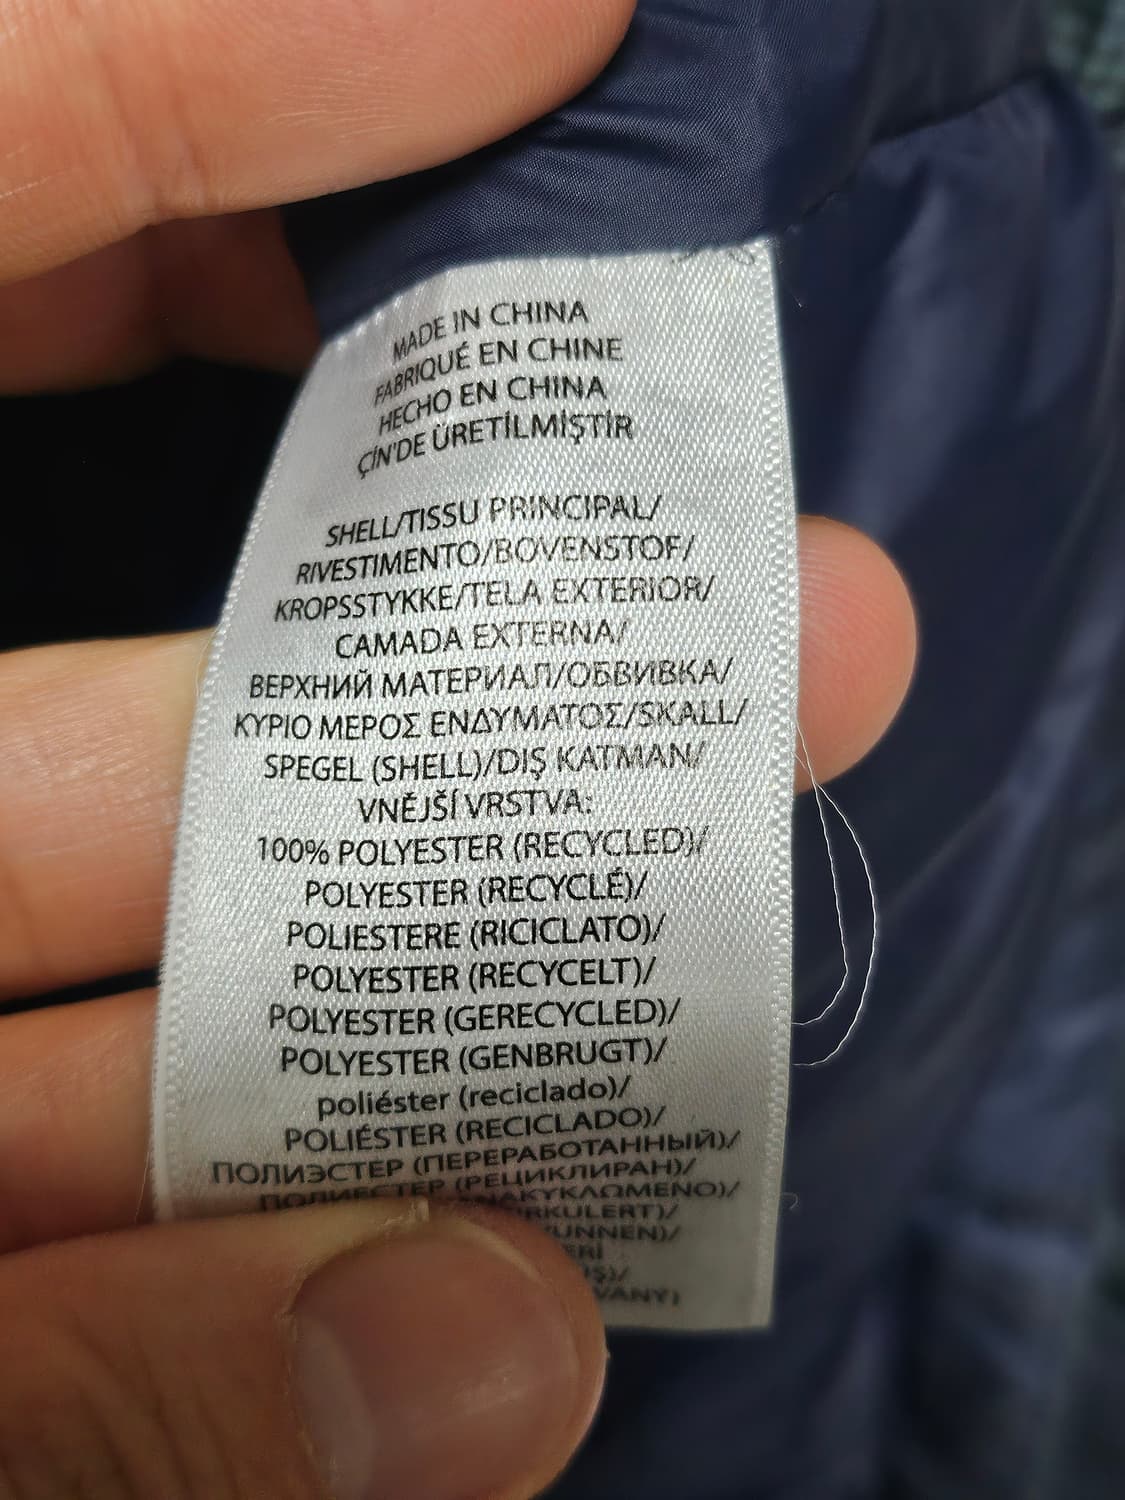 MADE IN CHINA
FABRIQUÉ EN CHINE
HECHO EN CHINA
ÇİN'DE ÜRETİLMİŞTİR
SHELL/TISSU PRINCIPAL/
RIVESTIMENTO/BOVENSTOF/
KROPSSTYKKE/TELA EXTERIOR/
CAMADA EXTERNA/
ВЕРХНИЙ МАТЕРИАЛ/ОБВИВКА/
ΚΥΡΙΟ ΜΕΡΟΣ ΕΝΔΥΜΑΤΟΣ/SKALL/
SPEGEL (SHELL)/DIŞ KATMAN/
VNĚJŠÍ VRSTVA:
100% POLYESTER (RECYCLED)/
POLYESTER (RECYCLÉ)/
POLIESTERE (RICICLATO)/
POLYESTER (RECYCELT)/
POLYESTER (GERECYCLED)/
POLYESTER (GENBRUGT)/
poliéster (reciclado)/
POLIÉSTER (RECICLADO)/
ПОЛИЭСТЕР (ПЕРЕРАБОТАННЫЙ)/
(РЕЦИКЛИРАН)/